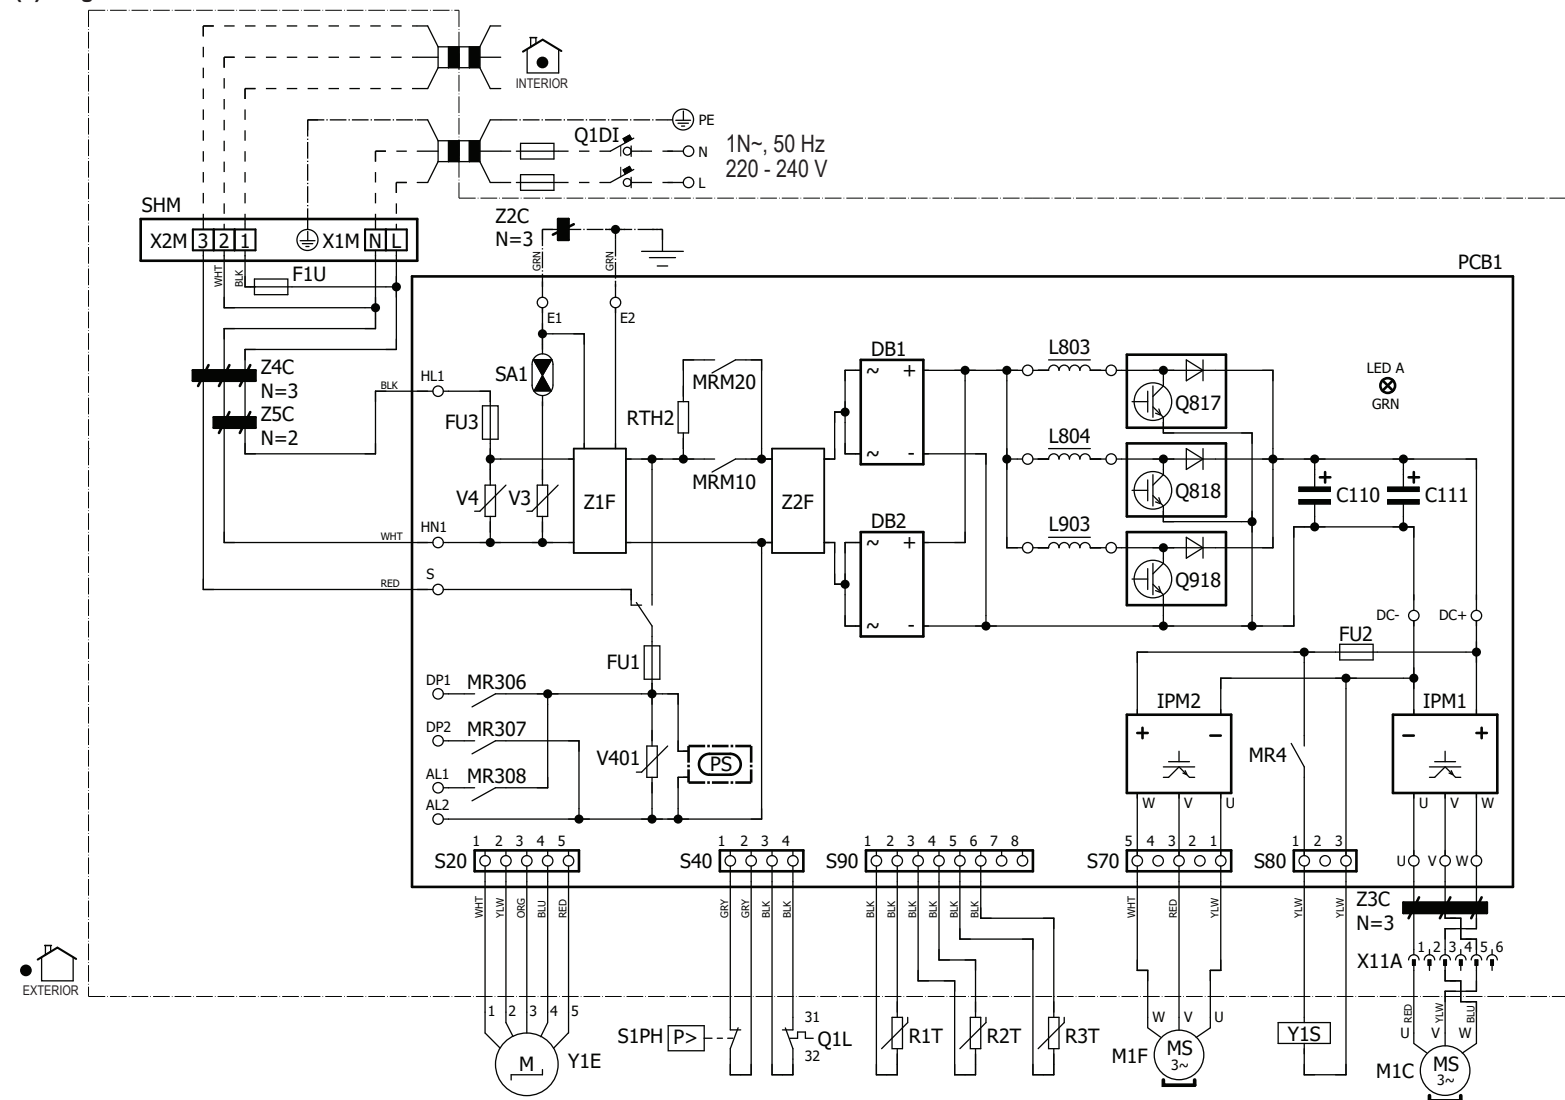 INTERIOR
PE
Q1DI
N
L
1N~, 50 Hz
220 - 240 V
SHM
X2M 3 2 1 X1M N L
Z2C
N=3
WHT
BLK
F1U
GRN
GRN
PCB1
E1
E2
Z4C
N=3
Z5C
N=2
BLK
HL1
FU3
SA1
RTH2
MRM20
MRM10
DB1
~ +
~ -
L803
Q817
LED A
GRN
L804
Q818
C110
+
C111
+
V4
V3
Z1F
Z2F
WHT
HN1
DB2
~ +
~ -
L903
Q918
RED
S
DC-
DC+
FU1
FU2
DP1
MR306
DP2
MR307
AL1
MR308
AL2
V401
PS
IPM2
+ -
W V U
MR4
IPM1
- +
U V W
S20
1 2 3 4 5
S40
1 2 3 4
S90
1 2 3 4 5 6 7 8
S70
5 4 3 2 1
S80
1 2 3
U V W
WHT
YLW
ORG
BLU
RED
GRY
GRY
BLK
BLK
BLK
BLK
BLK
BLK
BLK
BLK
WHT
RED
YLW
YLW
YLW
Z3C
N=3
X11A
1 2 3 4 5 6
EXTERIOR
1 2 3 4 5
M
Y1E
S1PH
P>
31
Q1L
32
R1T
R2T
R3T
W V U
M1F
MS
3~
Y1S
RED
YLW
BLU
U V W
M1C
MS
3~